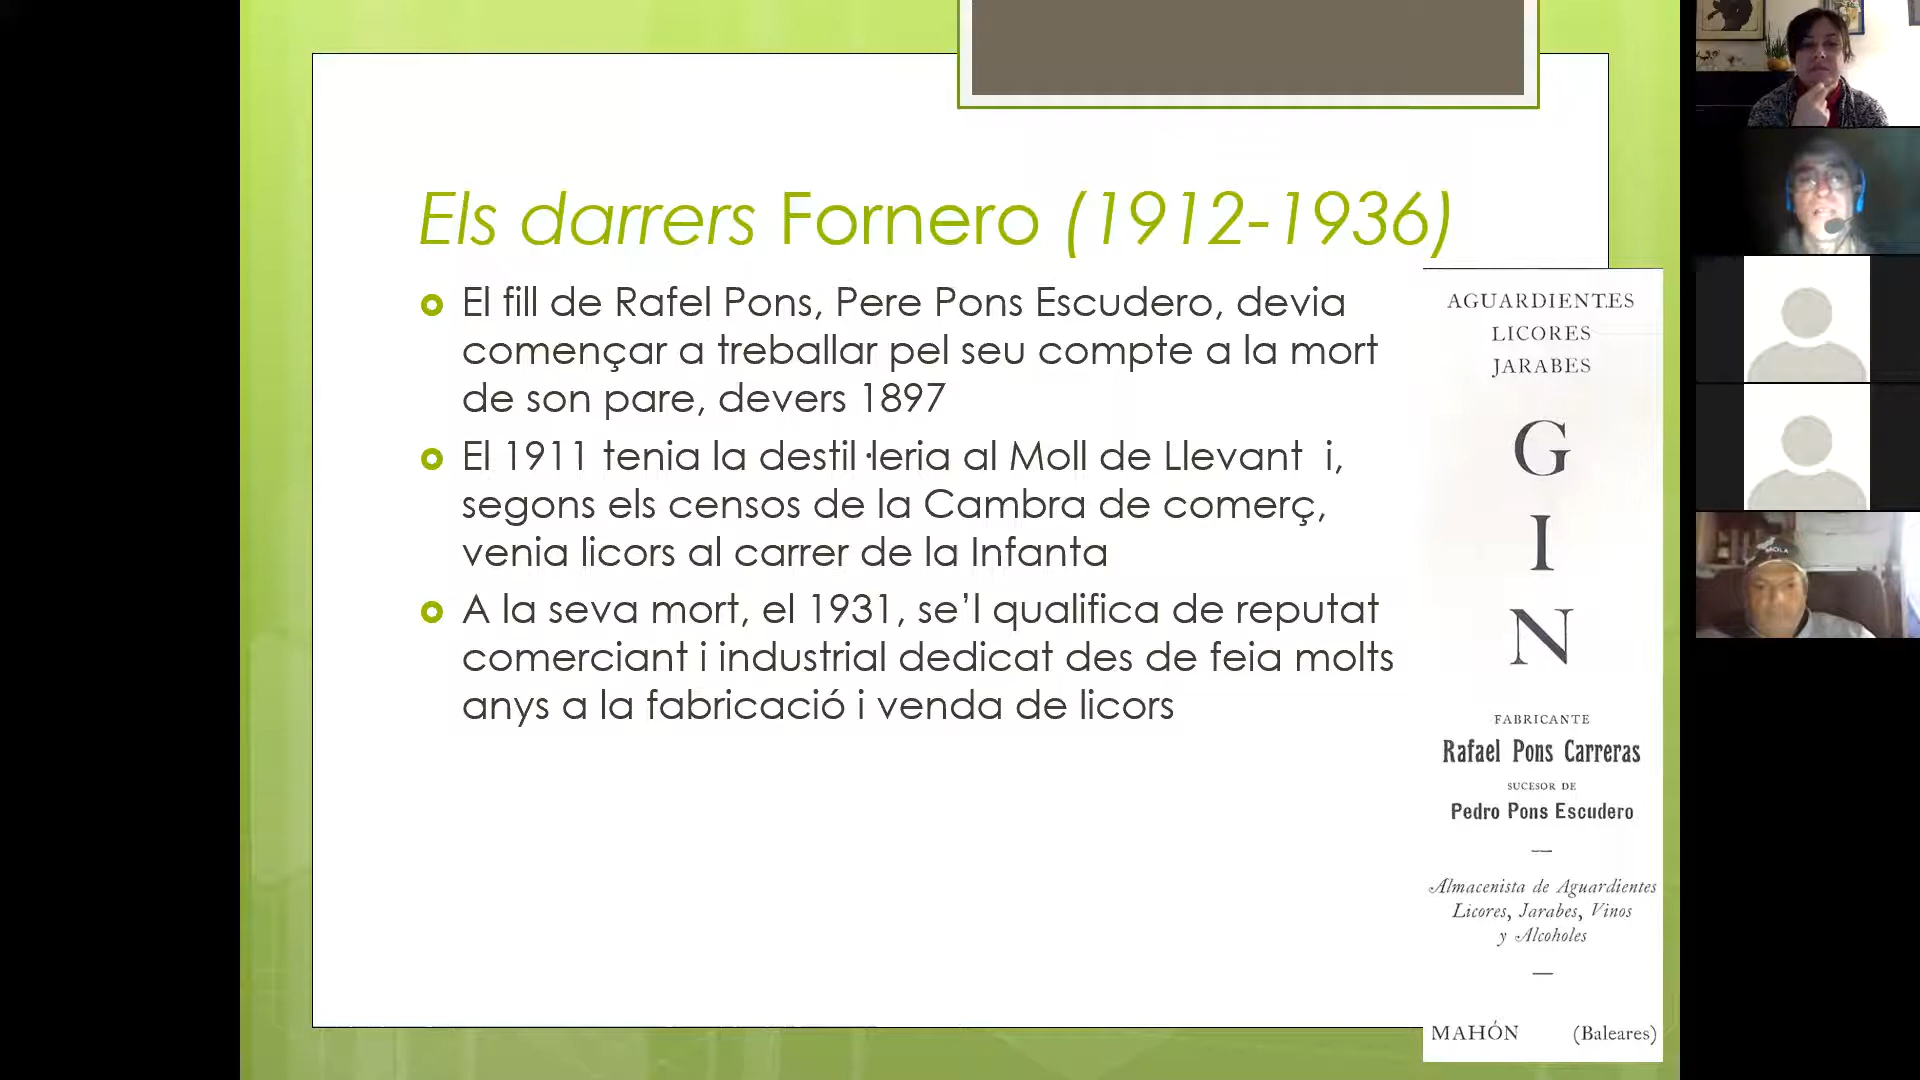 Els darrers Fornero (1912-1936)
El fill de Rafel Pons, Pere Pons Escudero, devia
començar a treballar pel seu compte a la mort
de son pare, devers 1897
El 1911 tenia la destil·leria al Moll de Llevant i,
segons els censos de la Cambra de comerç,
venia licors al carrer de la Infanta
A la seva mort, el 1931, se’l qualifica de reputat
comerciant i industrial dedicat des de feia molts
anys a la fabricació i venda de licors
AGUARDIENTES
LICORES
JARABES
G
I
N
FABRICANTE
Rafael Pons Carreras
SUCESOR DE
Pedro Pons Escudero
Almacenista de Aguardientes
Licores, Jarabes, Vinos
y Alcoholes
MAHÓN (Baleares)